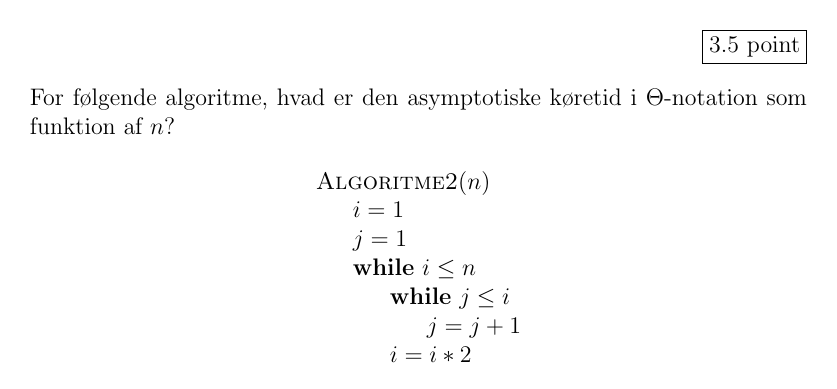 3.5 point
For følgende algoritme, hvad er den asymptotiske køretid i Θ-notation som
funktion af n?
ALGORITME2(n)
i = 1
j = 1
while i ≤ n
while j ≤ i
j = j + 1
i = i ∗ 2